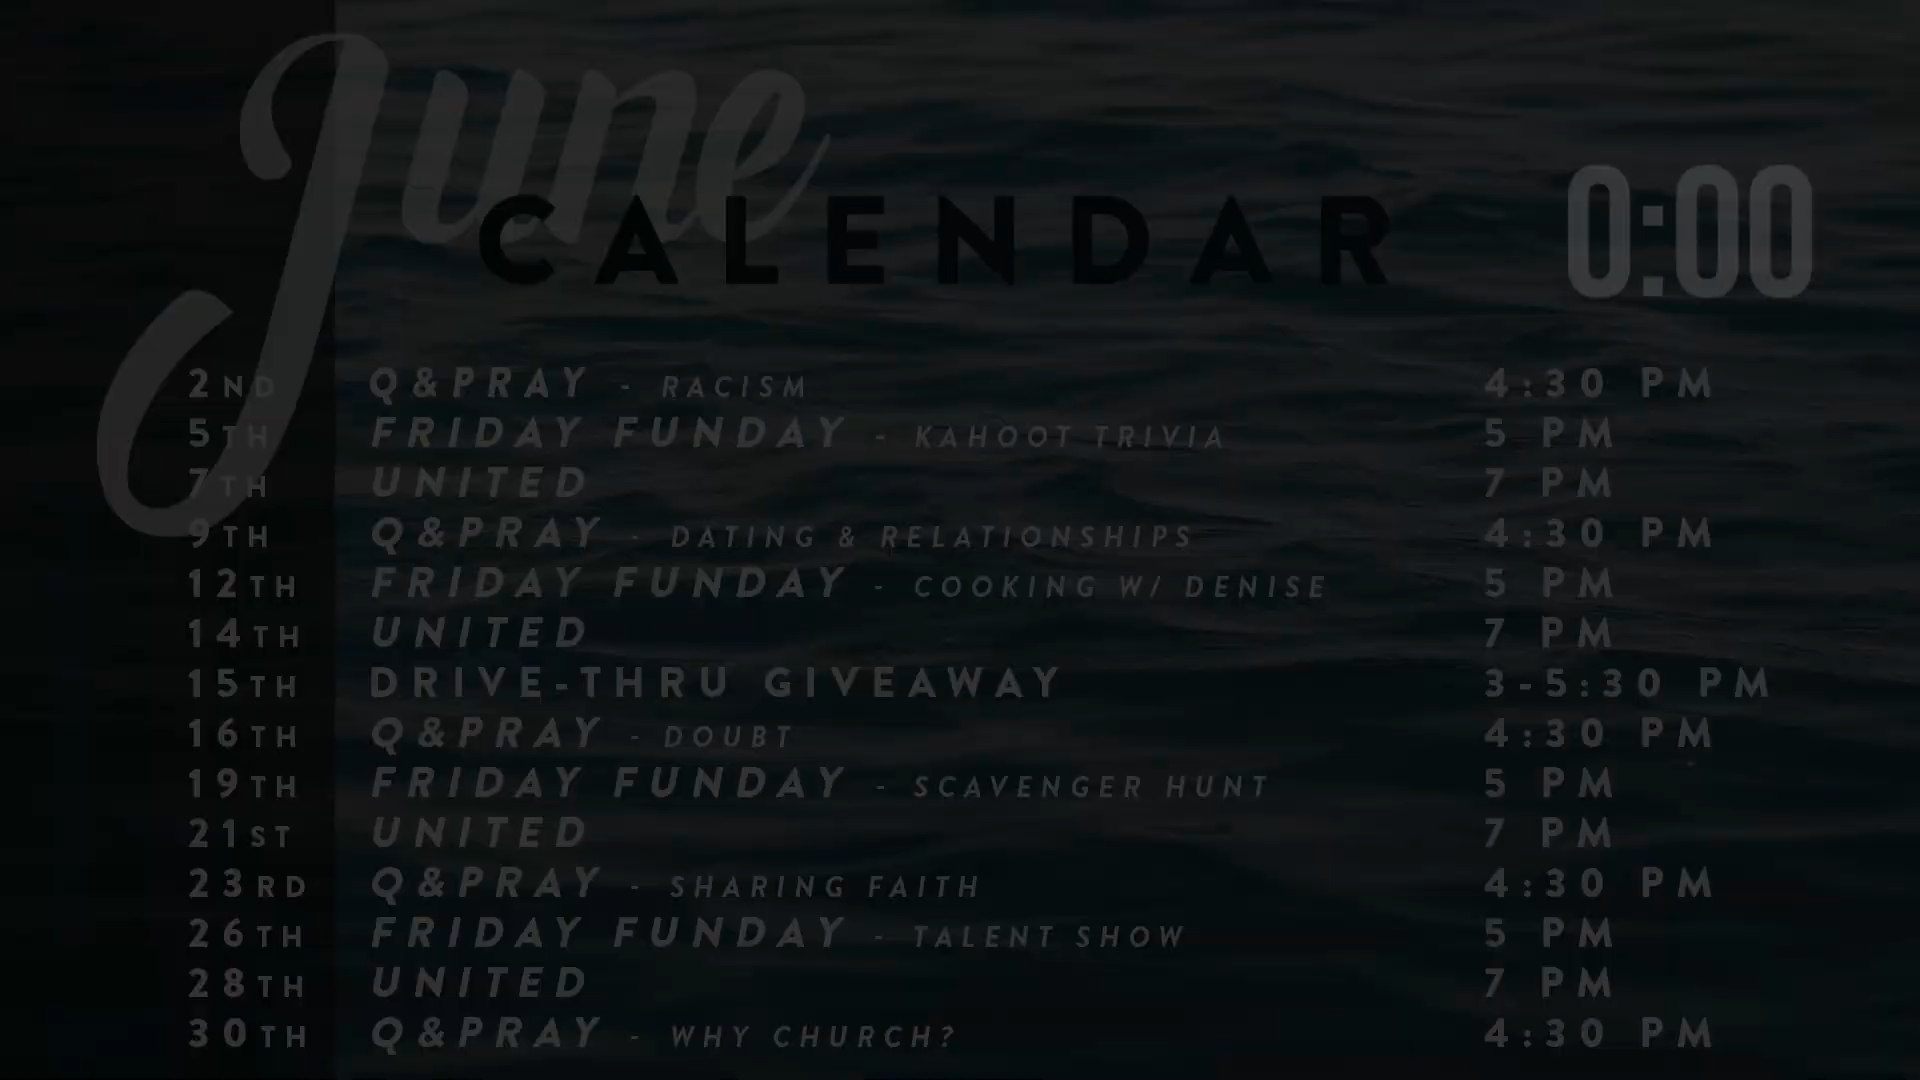 June
CALENDAR
0:00
2ND Q&PRAY - RACISM 4:30 PM
5TH FRIDAY FUNDAY - KAHOOT TRIVIA 5 PM
7TH UNITED 7 PM
9TH Q&PRAY - DATING & RELATIONSHIPS 4:30 PM
12TH FRIDAY FUNDAY - COOKING W/ DENISE 5 PM
14TH UNITED 7 PM
15TH DRIVE-THRU GIVEAWAY 3-5:30 PM
16TH Q&PRAY - DOUBT 4:30 PM
19TH FRIDAY FUNDAY - SCAVENGER HUNT 5 PM
21ST UNITED 7 PM
23RD Q&PRAY - SHARING FAITH 4:30 PM
26TH FRIDAY FUNDAY - TALENT SHOW 5 PM
28TH UNITED 7 PM
30TH Q&PRAY - WHY CHURCH? 4:30 PM